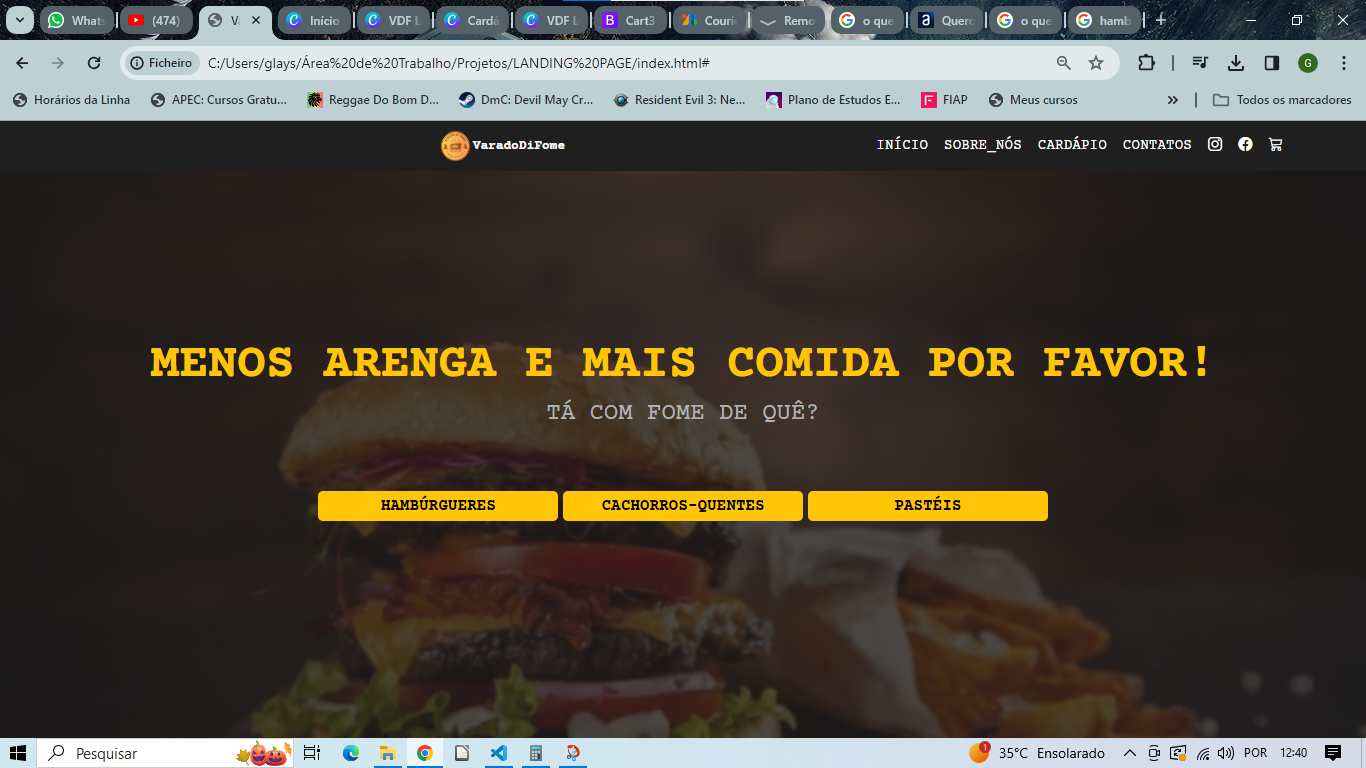 Whats
(474)
Início
VDF L
Cardá
VDF L
Cart3
Couri
Remo
o que
Querc
o que
hamb
Ficheiro
C:/Users/glays/Área%20de%20Trabalho/Projetos/LANDING%20PAGE/index.html#
G
Horários da Linha
APEC: Cursos Gratu...
Reggae Do Bom D...
DmC: Devil May Cr...
Resident Evil 3: Ne...
Plano de Estudos E...
FIAP
Meus cursos
Todos os marcadores
VaradoDiFome
INÍCIO
SOBRE_NÓS
CARDÁPIO
CONTATOS
MENOS ARENGA E MAIS COMIDA POR FAVOR!
TÁ COM FOME DE QUÊ?
HAMBÚRGUERES
CACHORROS-QUENTES
PASTÉIS
Pesquisar
1
35°C Ensolarado
POR
12:40